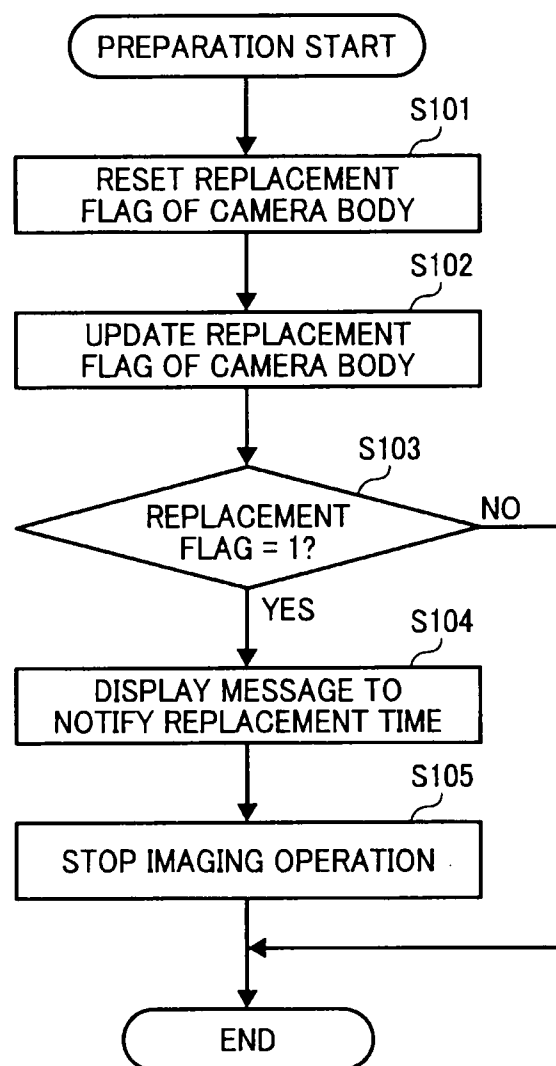 PREPARATION START
S101
RESET REPLACEMENT
FLAG OF CAMERA BODY
S102
UPDATE REPLACEMENT
FLAG OF CAMERA BODY
S103
REPLACEMENT
FLAG = 1?
NO
YES
S104
DISPLAY MESSAGE TO
NOTIFY REPLACEMENT TIME
S105
STOP IMAGING OPERATION
END